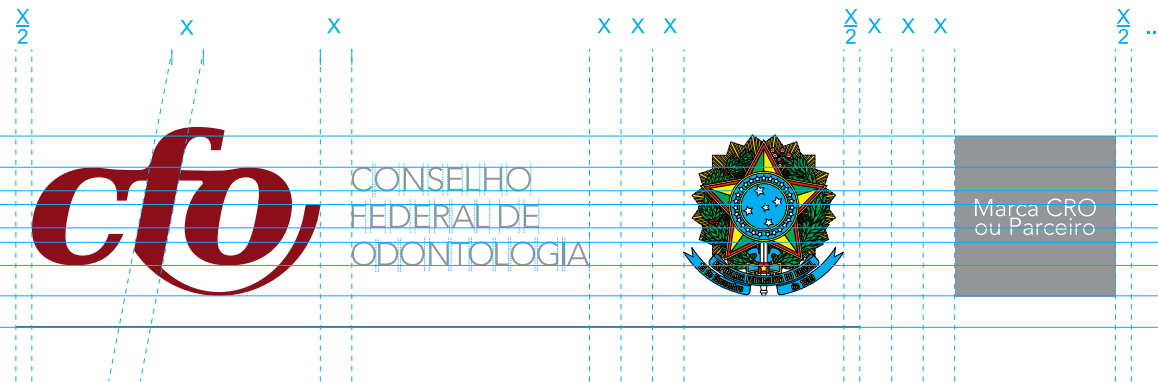 X
2
X
X
X X X
X
2
X X X
X
2
..
cfo
CONSELHO
FEDERAL DE
ODONTOLOGIA
Marca CRO
ou Parceiro